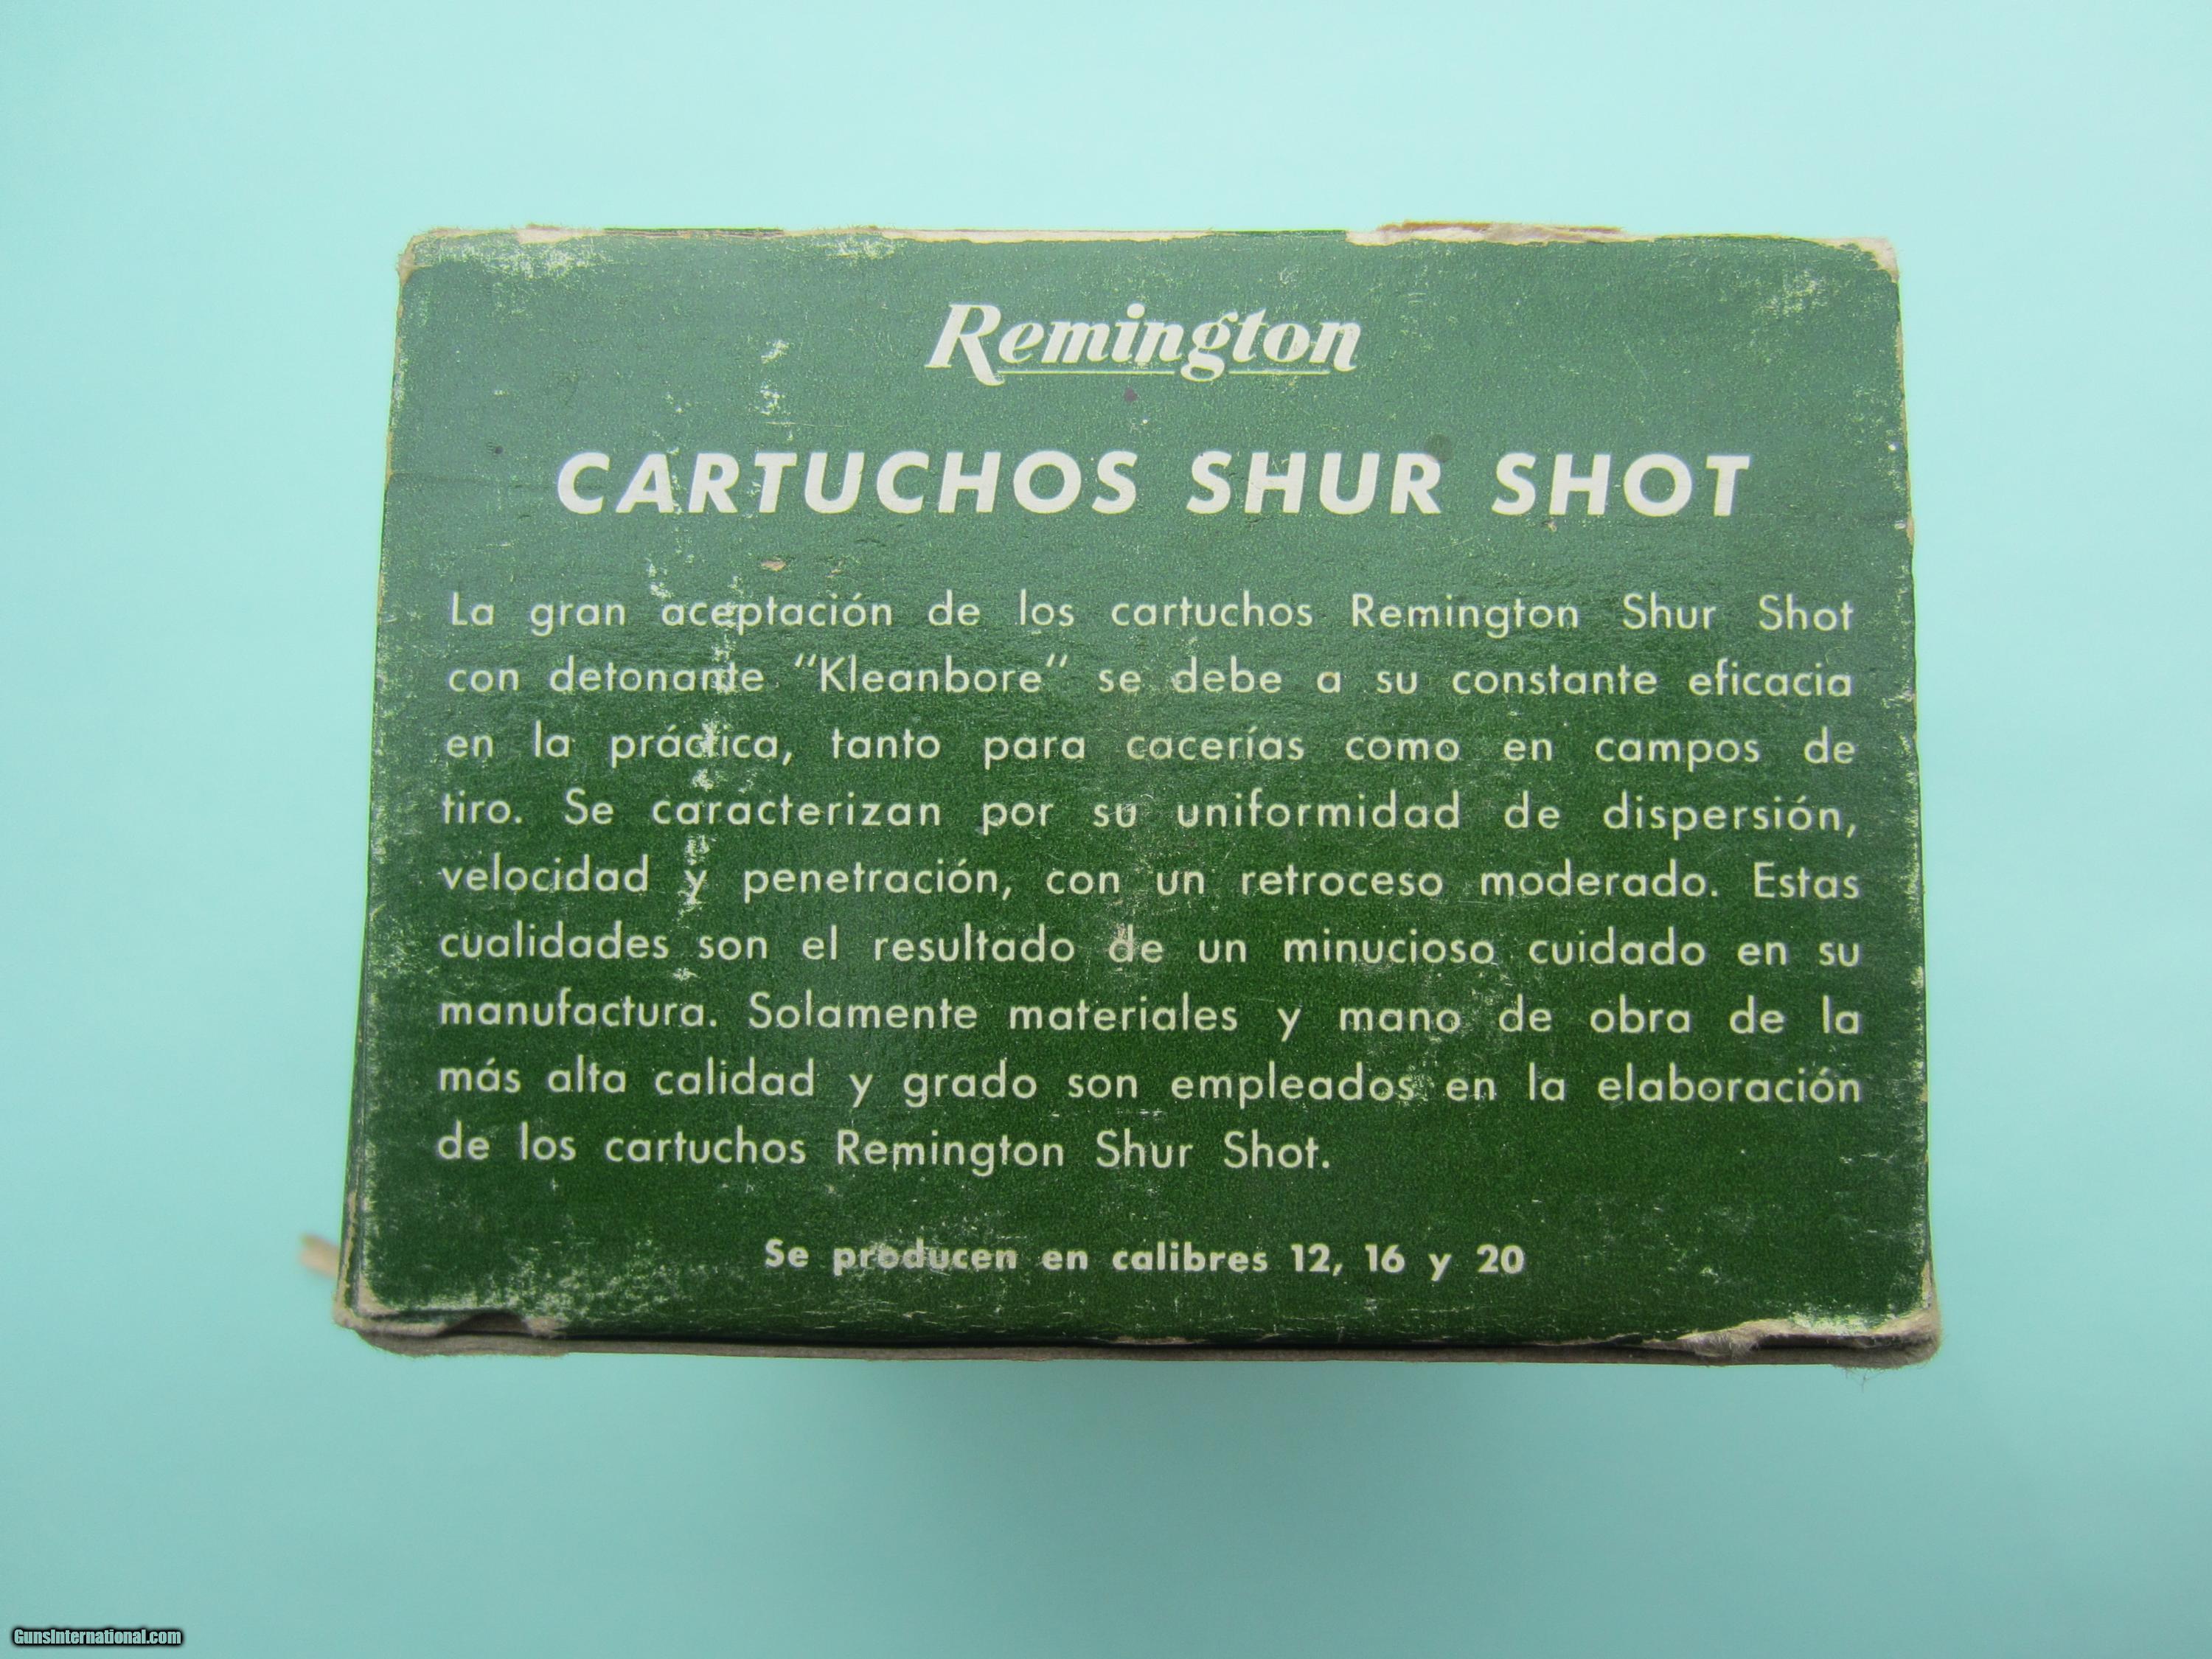 Remington
CARTUCHOS SHUR SHOT
La gran aceptación de los cartuchos Remington Shur Shot
con detonante "Kleanbore" se debe a su constante eficacia
en la práctica, tanto para cacerías como en campos de
tiro. Se caracterizan por su uniformidad de dispersión,
velocidad y penetración, con un retroceso moderado. Estas
cualidades son el resultado de un minucioso cuidado en su
manufactura. Solamente materiales y mano de obra de la
más alta calidad y grado son empleados en la elaboración
de los cartuchos Remington Shur Shot.
Se producen en calibres 12, 16 y 20
GunsInternational.com